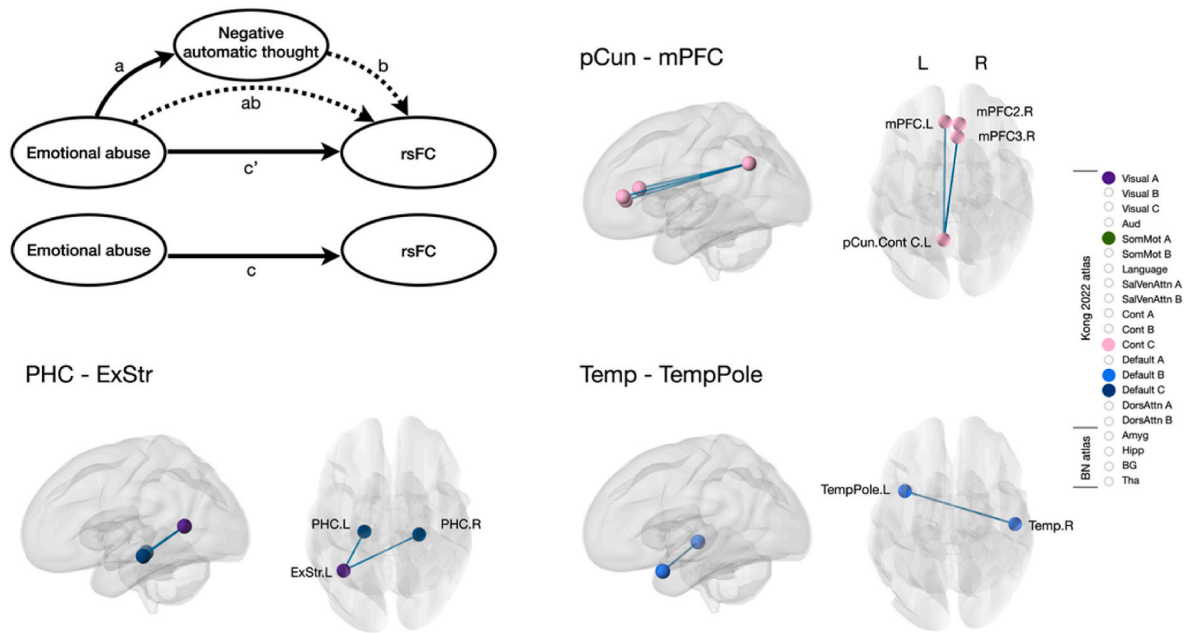 Negative
automatic thought
a
b
ab
Emotional abuse
rsFC
c'
Emotional abuse
rsFC
c
pCun - mPFC
L R
mPFC.L
mPFC2.R
mPFC3.R
pCun.Cont C.L
PHC - ExStr
PHC.L
PHC.R
ExStr.L
Temp - TempPole
TempPole.L
Temp.R
Kong 2022 atlas
Visual A
Visual B
Visual C
Aud
SomMot A
SomMot B
Language
SalVenAttn A
SalVenAttn B
Cont A
Cont B
Cont C
Default A
Default B
Default C
DorsAttn A
DorsAttn B
BN atlas
Amyg
Hipp
BG
Tha